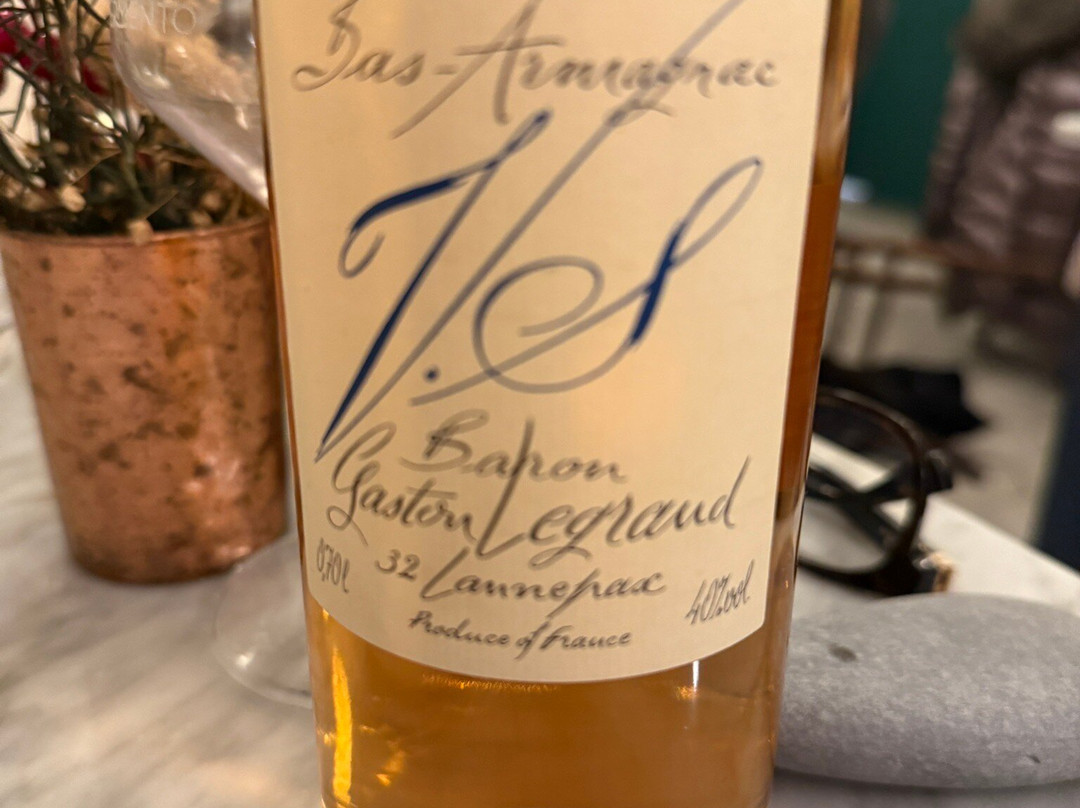 Bas-Armagnac
V.S
Baron
Gaston Legrand
32 Lannepax
0,70l
40%vol
Produce of France